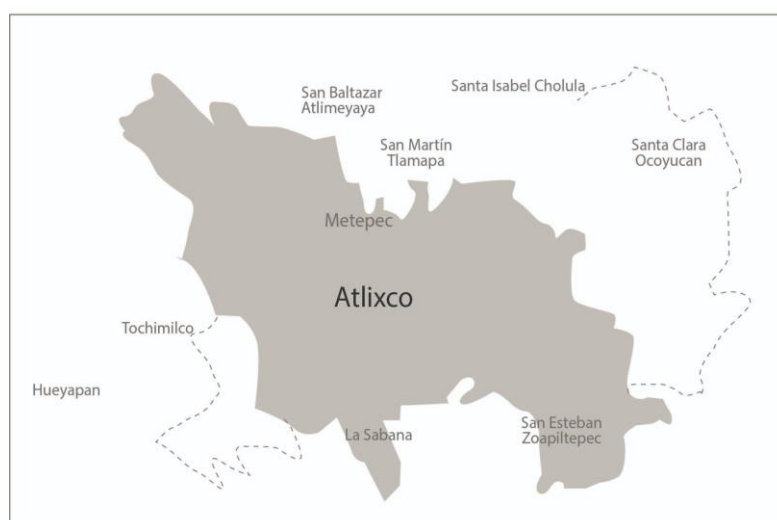 San Baltazar
Atlimeyaya
Santa Isabel Cholula
San Martín
Tlamapa
Santa Clara
Ocoyucan
Metepec
Atlixco
Tochimilco
Hueyapan
La Sabana
San Esteban
Zoapiltepec